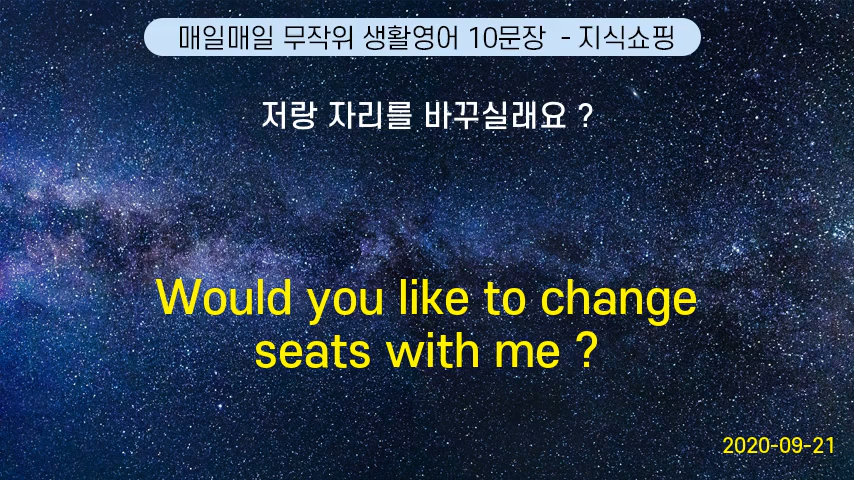 매일매일 무작위 생활영어 10문장 - 지식쇼핑
저랑 자리를 바꾸실래요 ?
Would you like to change
seats with me ?
2020-09-21